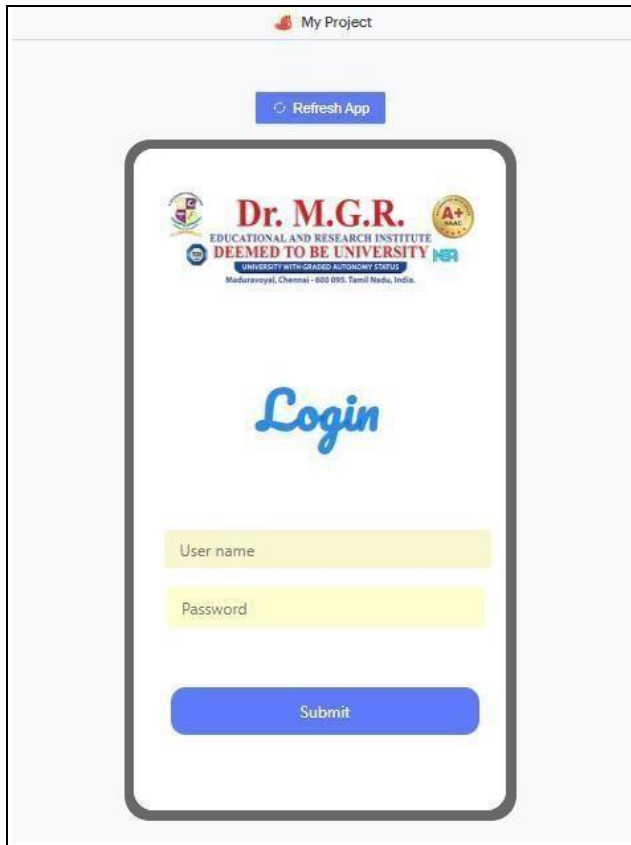 My Project
Refresh App
Dr. M.G.R.
A+
NAAC
EDUCATIONAL AND RESEARCH INSTITUTE
DEEMED TO BE UNIVERSITY
UNIVERSITY WITH GRADED AUTONOMY STATUS
Maduravoyal, Chennai - 600 095. Tamil Nadu, India.
Login
User name
Password
Submit